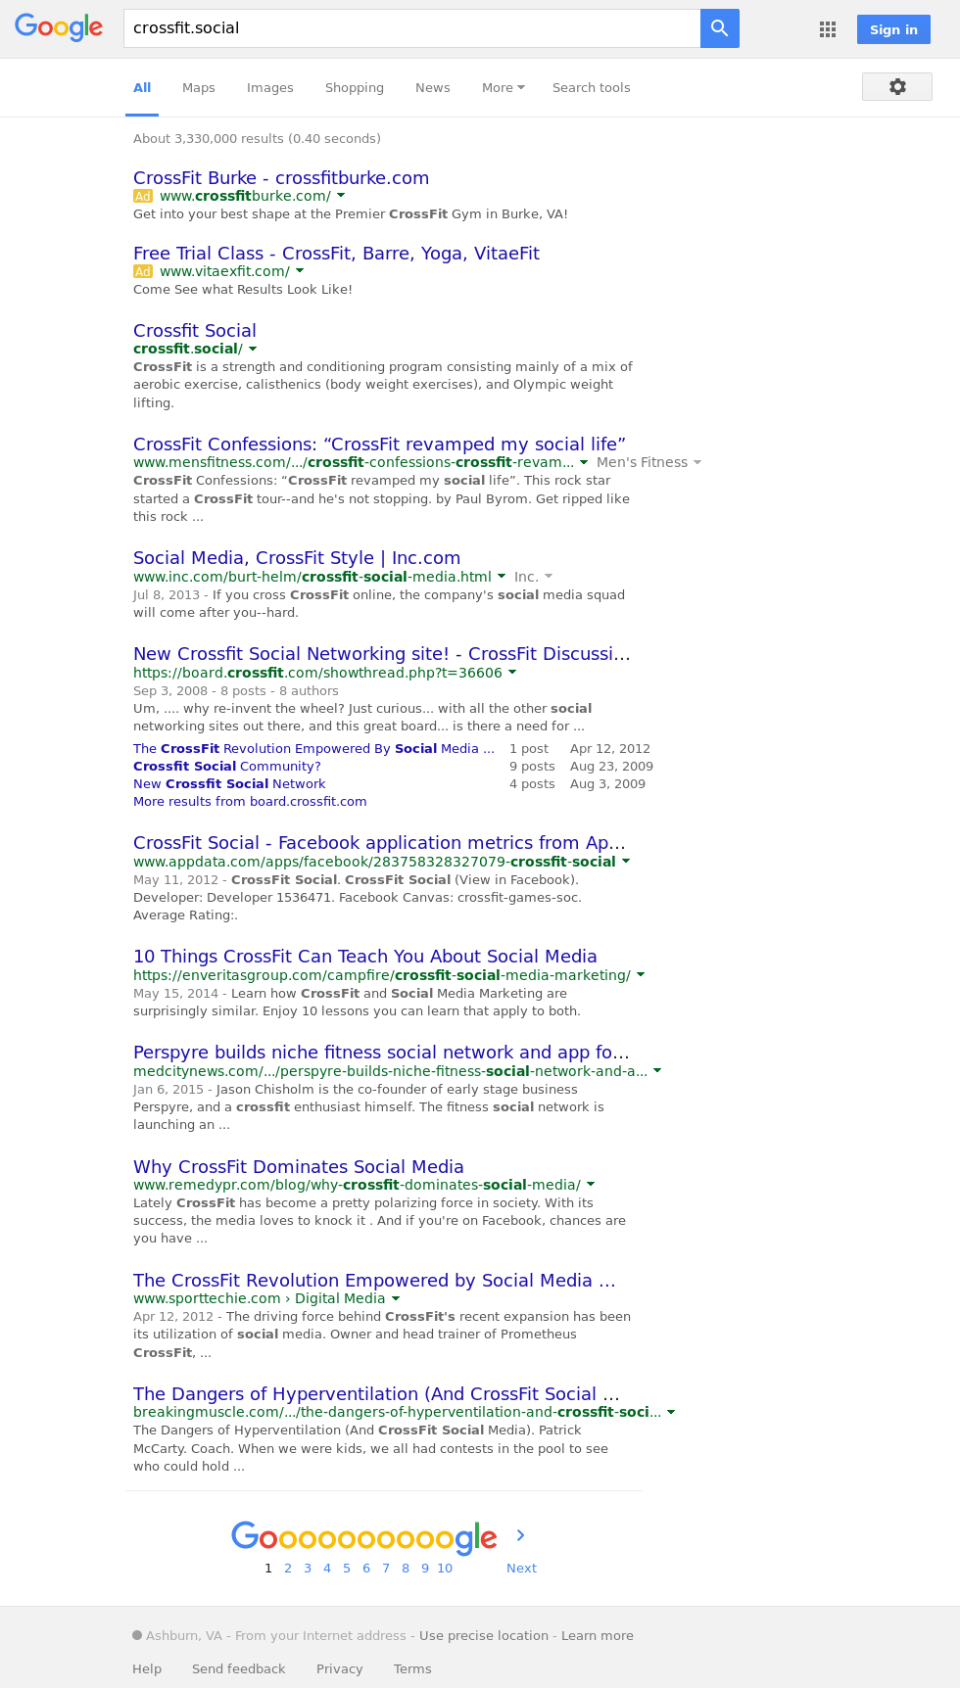 Google
crossfit.social
Sign in
All Maps Images Shopping News More Search tools
About 3,330,000 results (0.40 seconds)
CrossFit Burke - crossfitburke.com
Ad www.crossfitburke.com/
Get into your best shape at the Premier CrossFit Gym in Burke, VA!
Free Trial Class - CrossFit, Barre, Yoga, VitaeFit
Ad www.vitaexfit.com/
Come See what Results Look Like!
Crossfit Social
crossfit.social/
CrossFit is a strength and conditioning program consisting mainly of a mix of
aerobic exercise, calisthenics (body weight exercises), and Olympic weight
lifting.
CrossFit Confessions: “CrossFit revamped my social life”
www.mensfitness.com/.../crossfit-confessions-crossfit-revam... Men's Fitness
CrossFit Confessions: “CrossFit revamped my social life”. This rock star
started a CrossFit tour--and he's not stopping. by Paul Byrom. Get ripped like
this rock ...
Social Media, CrossFit Style | Inc.com
www.inc.com/burt-helm/crossfit-social-media.html Inc.
Jul 8, 2013 - If you cross CrossFit online, the company's social media squad
will come after you--hard.
New Crossfit Social Networking site! - CrossFit Discussi...
https://board.crossfit.com/showthread.php?t=36606
Sep 3, 2008 - 8 posts - 8 authors
Um, .... why re-invent the wheel? Just curious... with all the other social
networking sites out there, and this great board... is there a need for ...
The CrossFit Revolution Empowered By Social Media ... 1 post Apr 12, 2012
Crossfit Social Community? 9 posts Aug 23, 2009
New Crossfit Social Network 4 posts Aug 3, 2009
More results from board.crossfit.com
CrossFit Social - Facebook application metrics from Ap...
www.appdata.com/apps/facebook/283758328327079-crossfit-social
May 11, 2012 - CrossFit Social. CrossFit Social (View in Facebook).
Developer: Developer 1536471. Facebook Canvas: crossfit-games-soc.
Average Rating:.
10 Things CrossFit Can Teach You About Social Media
https://enveritasgroup.com/campfire/crossfit-social-media-marketing/
May 15, 2014 - Learn how CrossFit and Social Media Marketing are
surprisingly similar. Enjoy 10 lessons you can learn that apply to both.
Perspyre builds niche fitness social network and app fo...
medcitynews.com/.../perspyre-builds-niche-fitness-social-network-and-a...
Jan 6, 2015 - Jason Chisholm is the co-founder of early stage business
Perspyre, and a crossfit enthusiast himself. The fitness social network is
launching an ...
Why CrossFit Dominates Social Media
www.remedypr.com/blog/why-crossfit-dominates-social-media/
Lately CrossFit has become a pretty polarizing force in society. With its
success, the media loves to knock it . And if you're on Facebook, chances are
you have ...
The CrossFit Revolution Empowered by Social Media ...
www.sporttechie.com › Digital Media
Apr 12, 2012 - The driving force behind CrossFit's recent expansion has been
its utilization of social media. Owner and head trainer of Prometheus
CrossFit, ...
The Dangers of Hyperventilation (And CrossFit Social ...
breakingmuscle.com/.../the-dangers-of-hyperventilation-and-crossfit-soci...
The Dangers of Hyperventilation (And CrossFit Social Media). Patrick
McCarty. Coach. When we were kids, we all had contests in the pool to see
who could hold ...
Goooooooooogle
1 2 3 4 5 6 7 8 9 10 Next
Ashburn, VA - From your Internet address - Use precise location - Learn more
Help Send feedback Privacy Terms